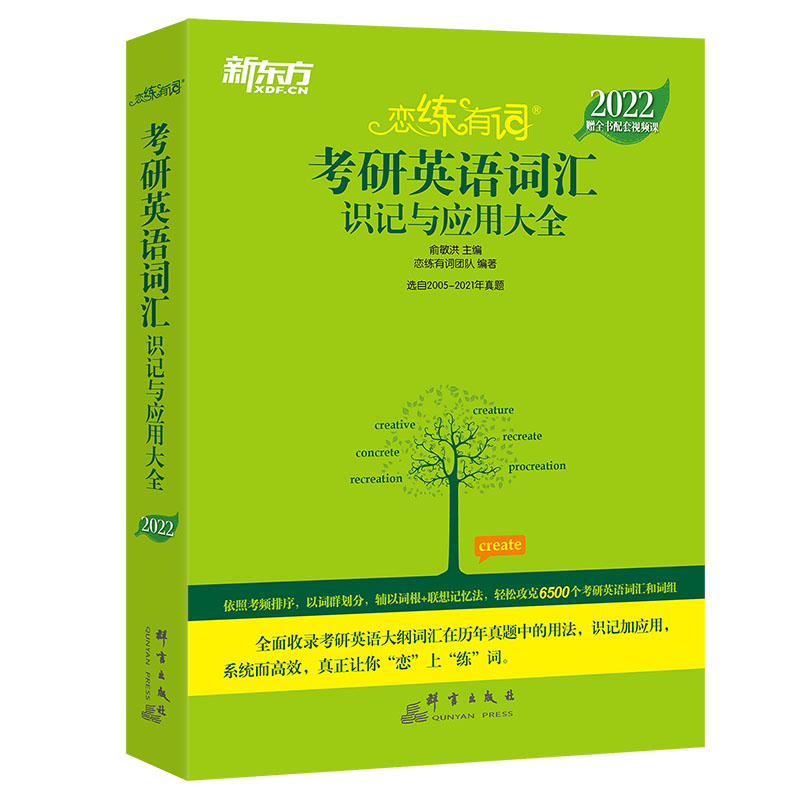 恋练有词®
考研英语词汇
识记与应用大全
2022
群言出版社
QUNYAN PRESS
新东方
XDF.CN
恋练有词®
2022
赠全书配套视频课
考研英语词汇
识记与应用大全
俞敏洪 主编
恋练有词团队 编著
选自2005-2021年真题
creature
creative
recreate
concrete
procreation
recreation
create
依照考频排序，以词群划分，辅以词根+联想记忆法，轻松攻克6500个考研英语词汇和词组
全面收录考研英语大纲词汇在历年真题中的用法，识记加应用，
系统而高效，真正让你“恋”上“练”词。
群言出版社
QUNYAN PRESS